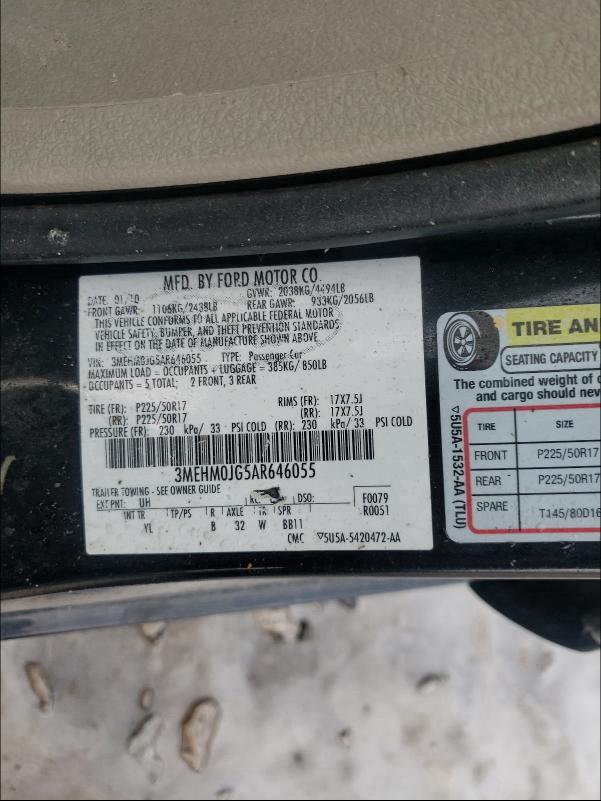 MFD. BY FORD MOTOR CO.
DATE: 01/10 GVWR: 2038KG/4494LB
FRONT GAWR: 1106KG/2438LB REAR GAWR: 933KG/2056LB
THIS VEHICLE CONFORMS TO ALL APPLICABLE FEDERAL MOTOR
VEHICLE SAFETY, BUMPER, AND THEFT PREVENTION STANDARDS
IN EFFECT ON THE DATE OF MANUFACTURE SHOWN ABOVE.
VIN: 3MEHM0JG5AR646055 TYPE: Passenger Car
MAXIMUM LOAD = OCCUPANTS + LUGGAGE = 385KG/ 850LB
OCCUPANTS = 5 TOTAL; 2 FRONT, 3 REAR
TIRE (FR): P225/50R17 RIMS (FR): 17X7.5J
(RR): P225/50R17 (RR): 17X7.5J
PRESSURE (FR): 230 kPa/ 33 PSI COLD (RR): 230 kPa/ 33 PSI COLD
3MEHM0JG5AR646055
TRAILER TOWING - SEE OWNER GUIDE
EXT PNT: UH DSO: F0079
INT TR TP/PS R AXLE TR SPR R0051
YL B 32 W BB11
CMC ▽5U5A-5420472-AA
TIRE AN
SEATING CAPACITY
The combined weight of o
and cargo should neve
▽5U5A-1532-AA (TL0)
TIRE SIZE
FRONT P225/50R17
REAR P225/50R17
SPARE T145/80D16